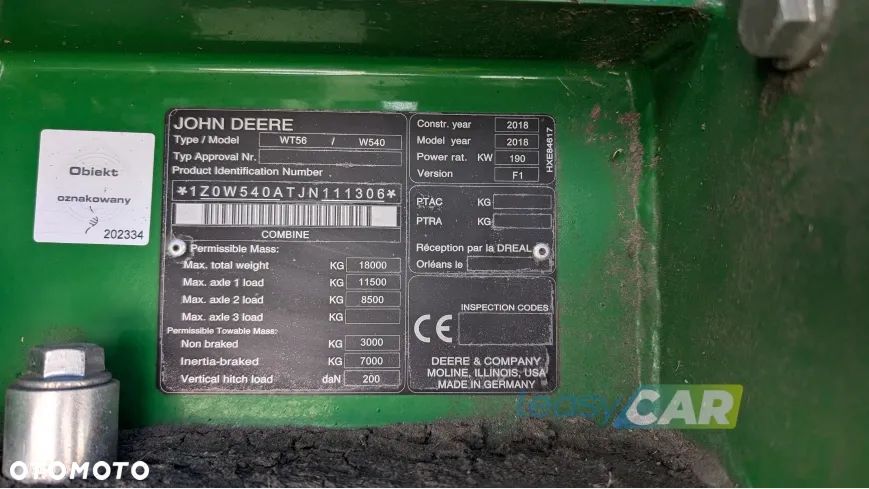 Obiekt
oznakowany
202334
JOHN DEERE
Type / Model WT56 / W540
Typ Approval Nr.
Product Identification Number
*1Z0W540ATJN111306*
COMBINE
Permissible Mass:
Max. total weight KG 18000
Max. axle 1 load KG 11500
Max. axle 2 load KG 8500
Max. axle 3 load KG
Permissible Towable Mass:
Non braked KG 3000
Inertia-braked KG 7000
Vertical hitch load daN 200
Constr. year 2018
Model year 2018
Power rat. KW 190
Version F1
HXE84617
PTAC KG
PTRA KG
Réception par la DREAL
Orléans le
INSPECTION CODES
CE
DEERE & COMPANY
MOLINE, ILLINOIS, USA
MADE IN GERMANY
leasyCAR
OTOMOTO